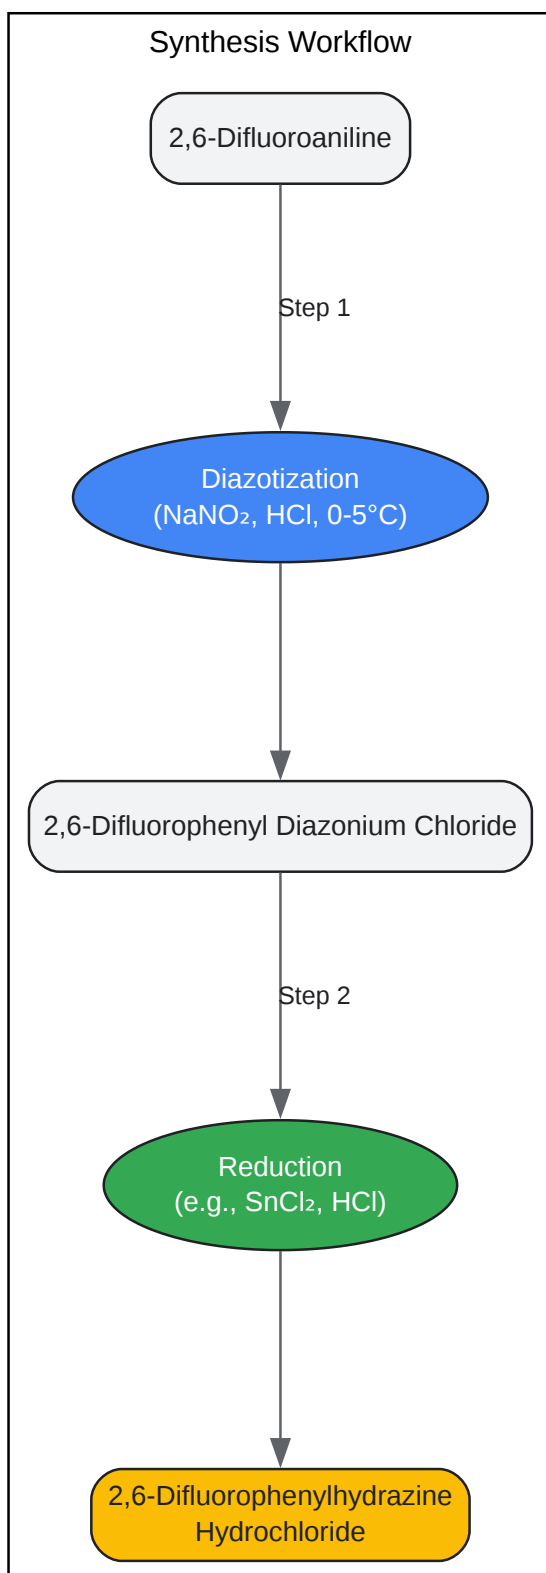 Synthesis Workflow
2,6-Difluoroaniline
Step 1
Diazotization
(NaNO₂, HCl, 0-5°C)
2,6-Difluorophenyl Diazonium Chloride
Step 2
Reduction
(e.g., SnCl₂, HCl)
2,6-Difluorophenylhydrazine
Hydrochloride